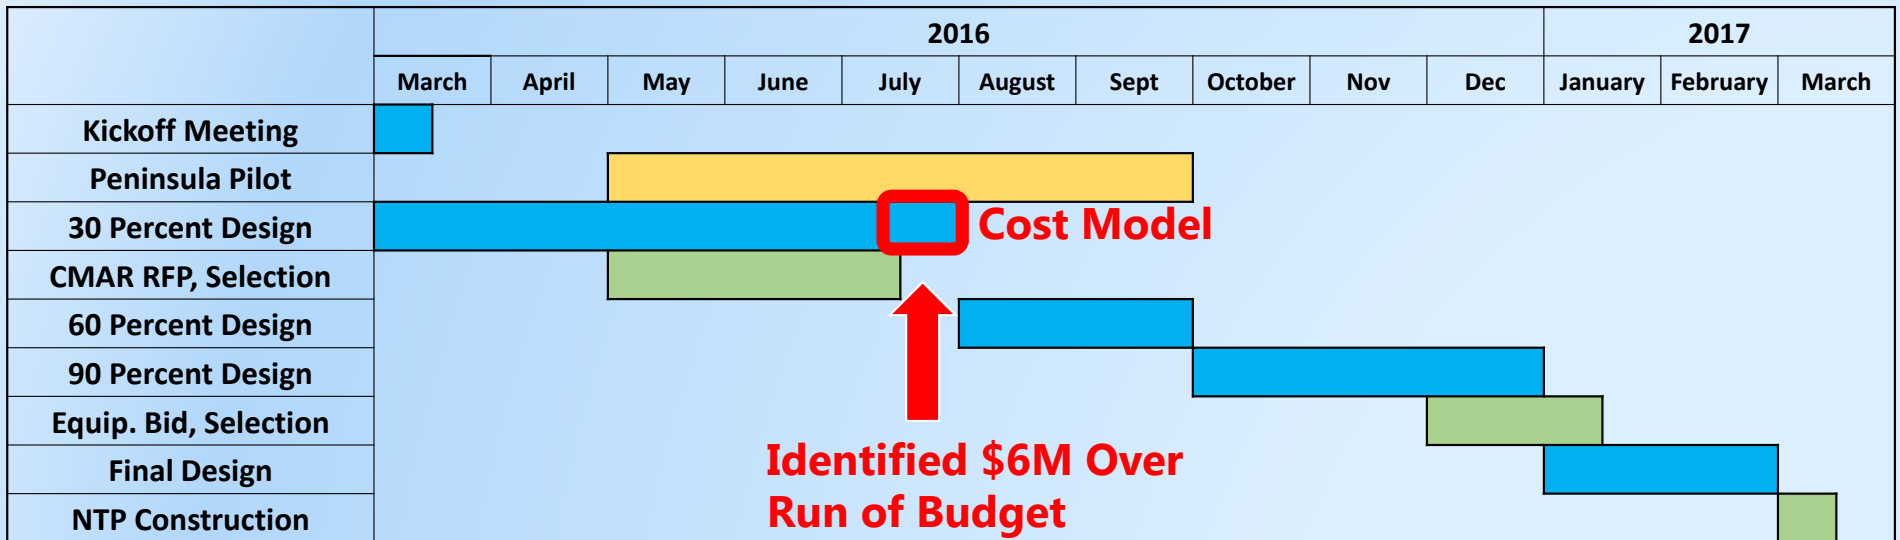 2016
2017
March
April
May
June
July
August
Sept
October
Nov
Dec
January
February
March
Kickoff Meeting
Peninsula Pilot
30 Percent Design
Cost Model
CMAR RFP, Selection
60 Percent Design
90 Percent Design
Equip. Bid, Selection
Identified $6M Over
Run of Budget
Final Design
NTP Construction